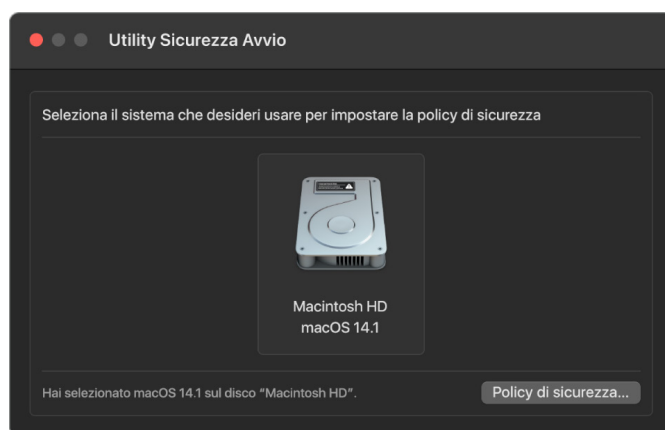 Utility Sicurezza Avvio
Seleziona il sistema che desideri usare per impostare la policy di sicurezza
Macintosh HD
macOS 14.1
Hai selezionato macOS 14.1 sul disco "Macintosh HD".
Policy di sicurezza...